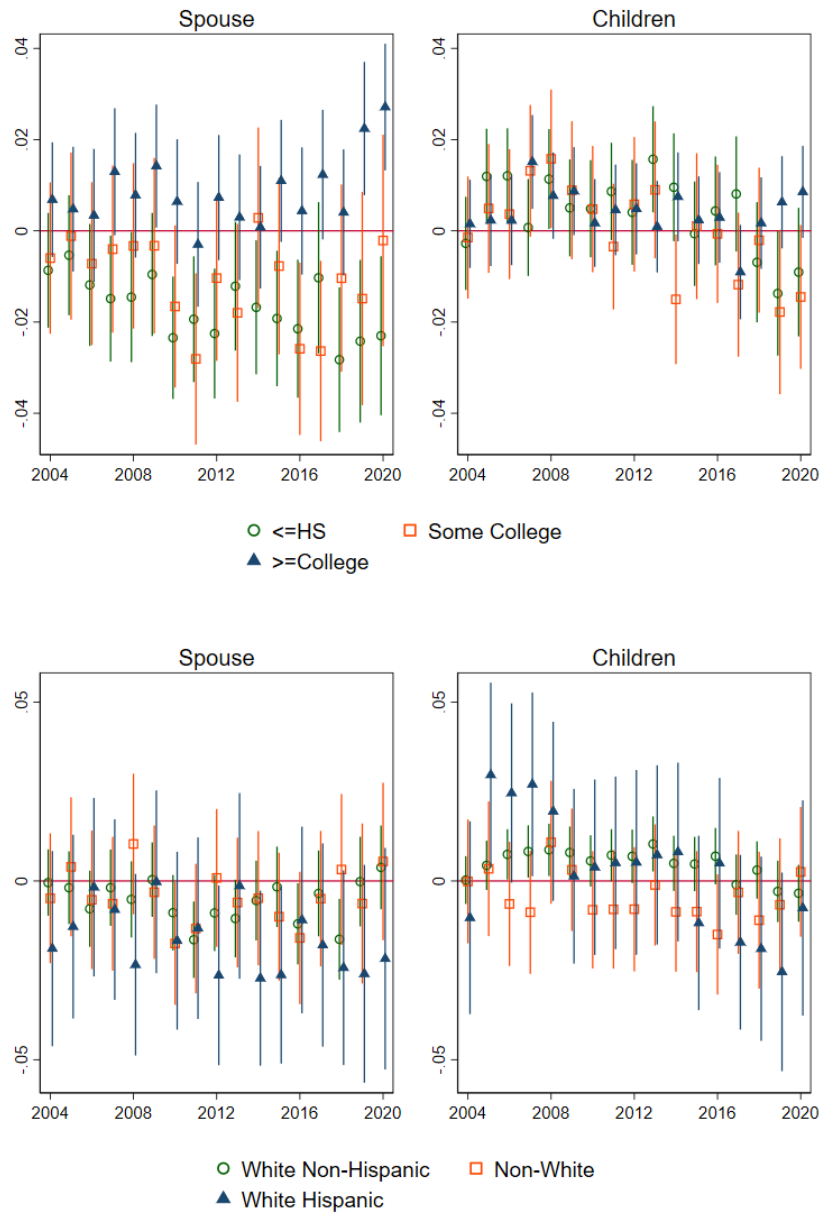 Spouse
Children
.04
.02
0
-.02
-.04
2004 2008 2012 2016 2020
.04
.02
0
-.02
-.04
2004 2008 2012 2016 2020
<=HS
Some College
>=College
Spouse
Children
.05
0
-.05
2004 2008 2012 2016 2020
.05
0
-.05
2004 2008 2012 2016 2020
White Non-Hispanic
Non-White
White Hispanic